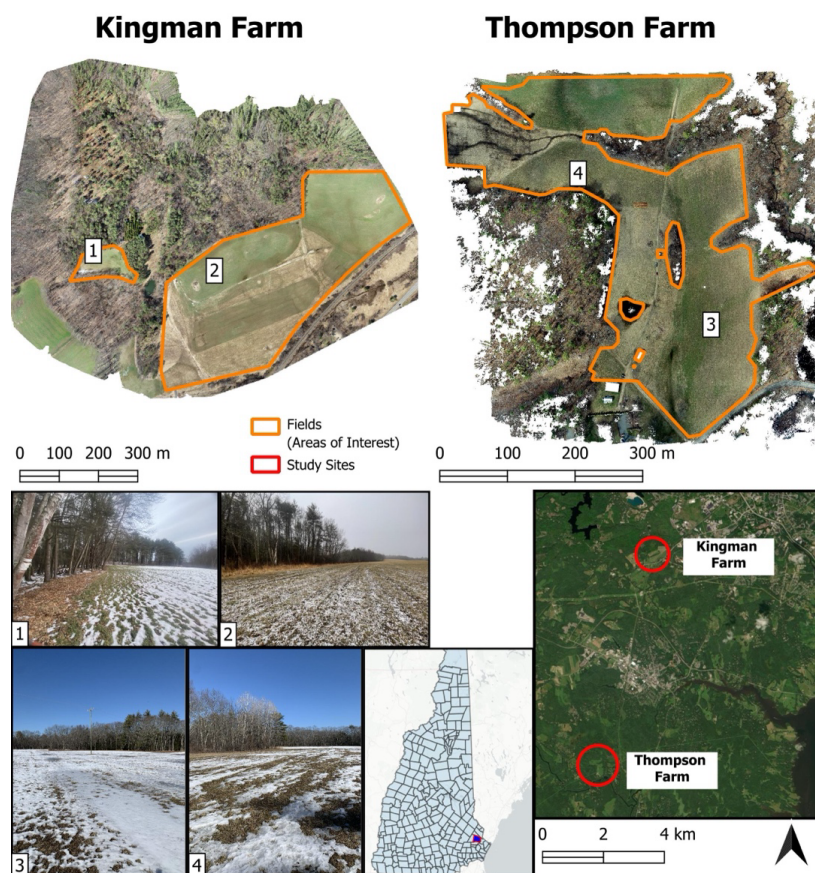 Kingman Farm
Thompson Farm
1
2
4
3
Fields
(Areas of Interest)
Study Sites
0 100 200 300 m
0 100 200 300 m
1
2
3
4
Kingman
Farm
Thompson
Farm
0 2 4 km